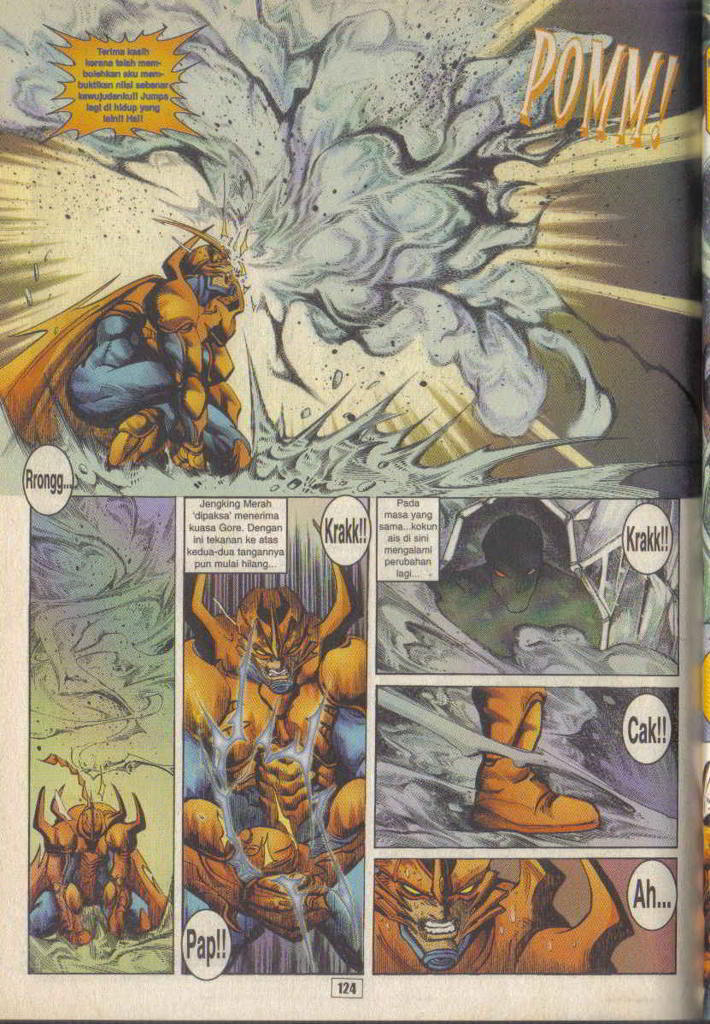 Terima kasih
kerana telah mem-
bolehkan aku mem-
buktikan nilai sebenar
kewujudanku!! Jumpa
lagi di hidup yang
lain!! Ha!!
POMM!
Rrongg...
Jengking Merah
'dipaksa' menerima
kuasa Gore. Dengan
ini tekanan ke atas
kedua-dua tangannya
pun mulai hilang...
Krakk!!
Pap!!
Pada
masa yang
sama...kokun
ais di sini
mengalami
perubahan
lagi...
Krakk!!
Cak!!
Ah...
124